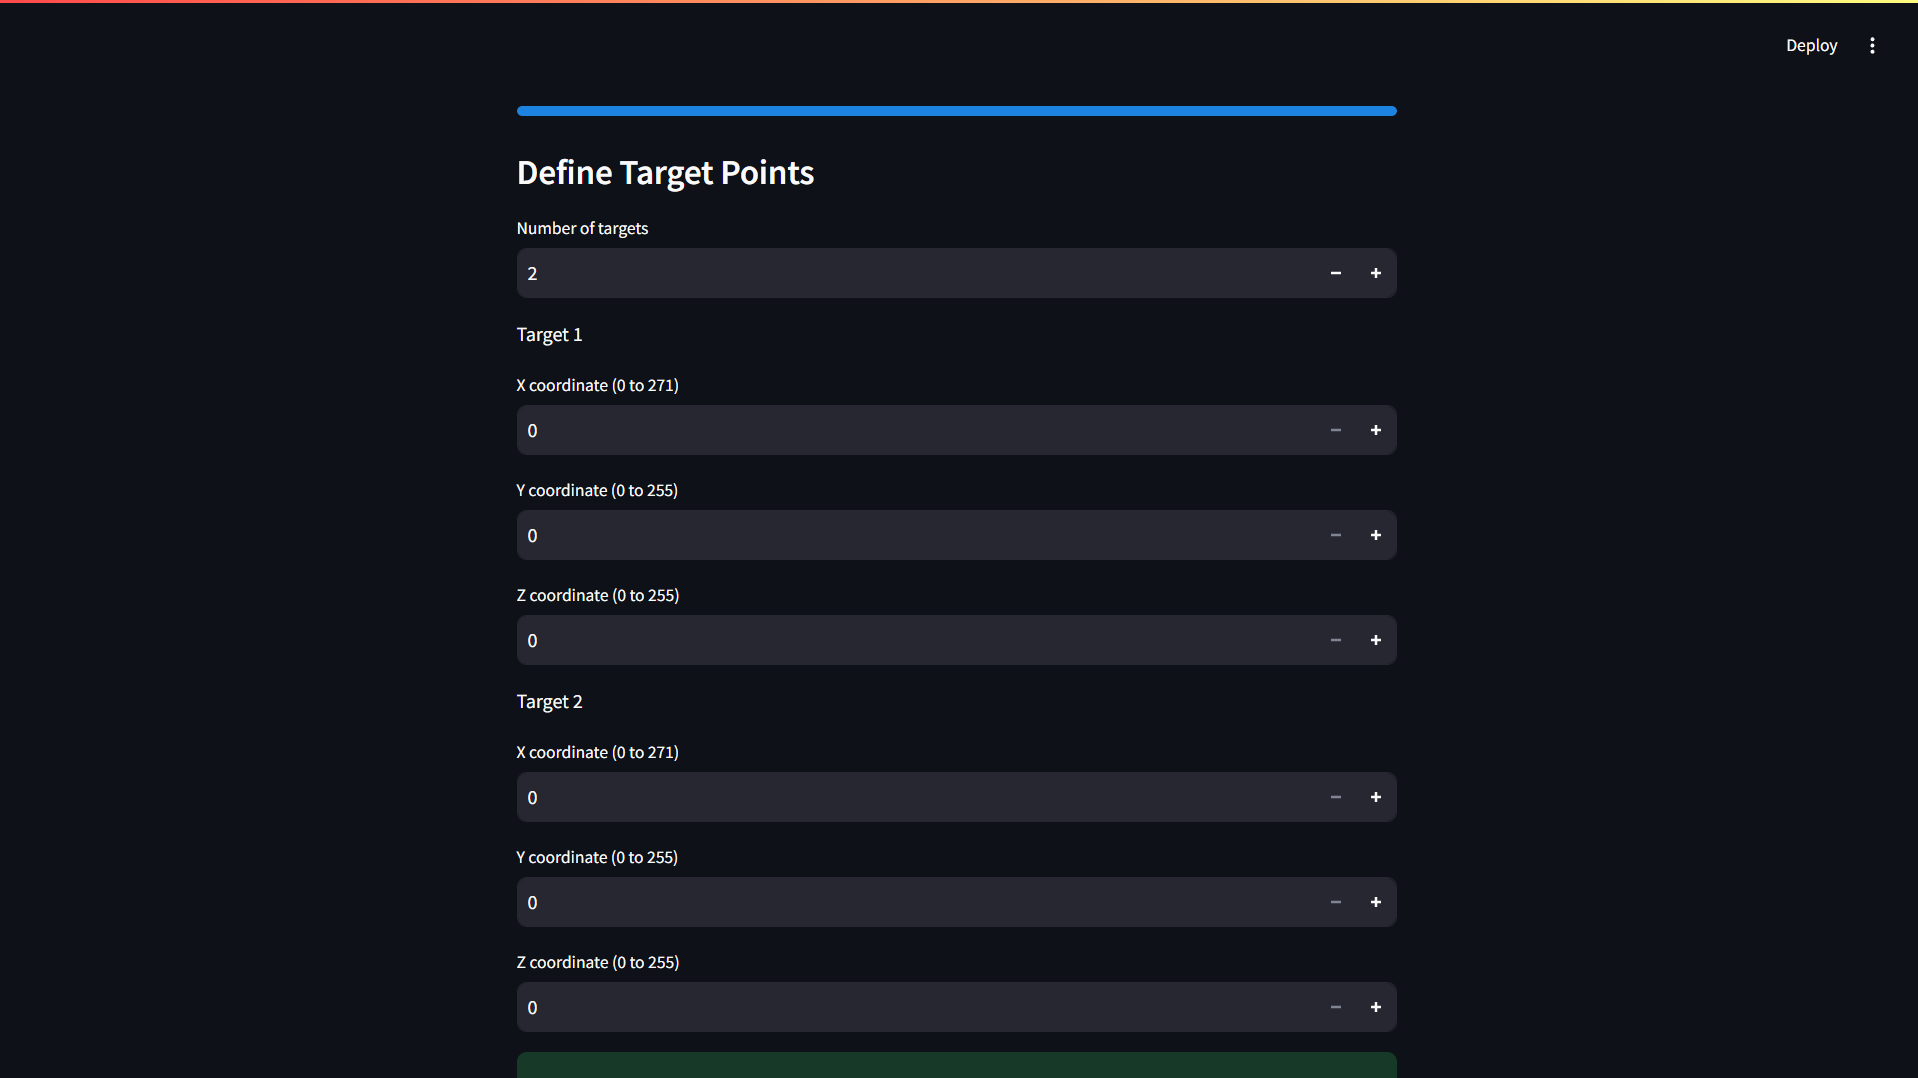 Deploy
Define Target Points
Number of targets
2
Target 1
X coordinate (0 to 271)
0
Y coordinate (0 to 255)
0
Z coordinate (0 to 255)
0
Target 2
X coordinate (0 to 271)
0
Y coordinate (0 to 255)
0
Z coordinate (0 to 255)
0